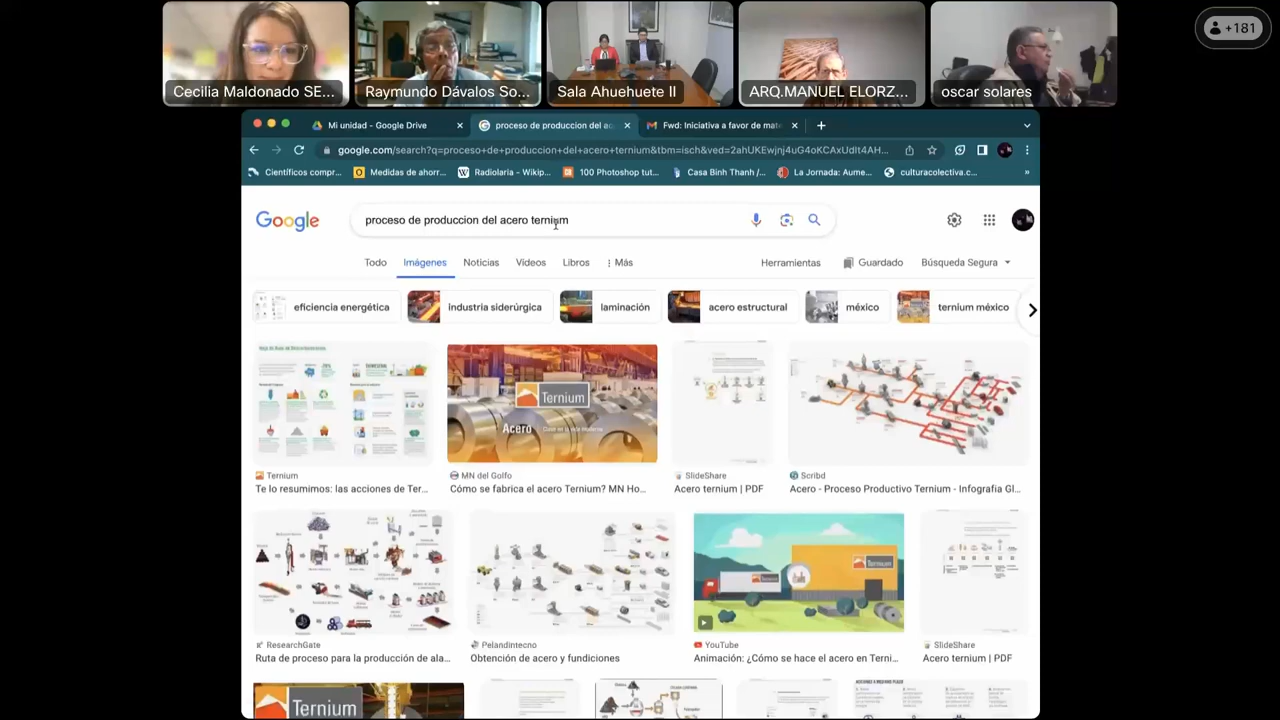 Cecilia Maldonado SE...
Raymundo Dávalos So...
Sala Ahuehuete II
ARQ.MANUEL ELORZ...
oscar solares
+181
Mi unidad - Google Drive
proceso de produccion del ac
Fwd: Iniciativa a favor de mate
google.com/search?q=proceso+de+produccion+del+acero+ternium&tbm=isch&ved=2ahUKEwjnj4uG4oKCAxUdlt4AH...
Científicos compr...
Medidas de ahorr...
Radiolaria - Wikip...
100 Photoshop tut...
Casa Binh Thanh /...
La Jornada: Aume...
culturacolectiva.c...
»
Google
proceso de produccion del acero ternium
Todo
Imágenes
Noticias
Videos
Libros
Más
Herramientas
Guardado
Búsqueda Segura
eficiencia energética
industria siderúrgica
laminación
acero estructural
méxico
ternium méxico
Ternium
Acero
Ternium
Te lo resumimos: las acciones de Ter...
MN del Golfo
Cómo se fabrica el acero Ternium? MN Ho...
SlideShare
Acero ternium | PDF
Scribd
Acero - Proceso Productivo Ternium - Infografia Gl...
Ternium
ResearchGate
Ruta de proceso para la producción de ala...
Pelandintecno
Obtención de acero y fundiciones
YouTube
Animación: ¿Cómo se hace el acero en Terni...
SlideShare
Acero ternium | PDF
Ternium